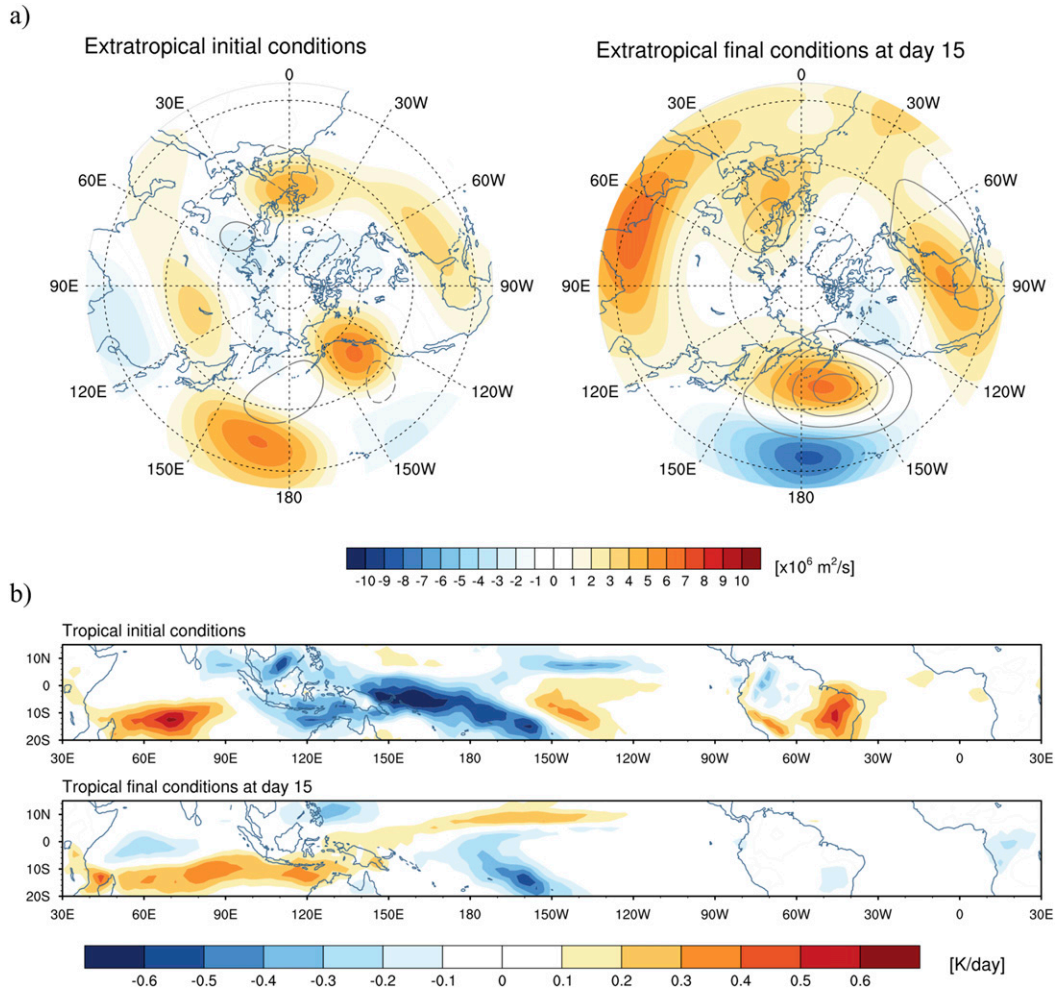 a)
Extratropical initial conditions
Extratropical final conditions at day 15
0
30E
30W
60E
60W
90E
90W
120E
120W
150E
150W
180
0
30E
30W
60E
60W
90E
90W
120E
120W
150E
150W
180
-10 -9 -8 -7 -6 -5 -4 -3 -2 -1 0 1 2 3 4 5 6 7 8 9 10
[x10⁶ m²/s]
b)
Tropical initial conditions
10N
0
10S
20S
30E 60E 90E 120E 150E 180 150W 120W 90W 60W 30W 0 30E
Tropical final conditions at day 15
10N
0
10S
20S
30E 60E 90E 120E 150E 180 150W 120W 90W 60W 30W 0 30E
-0.6 -0.5 -0.4 -0.3 -0.2 -0.1 0 0.1 0.2 0.3 0.4 0.5 0.6
[K/day]